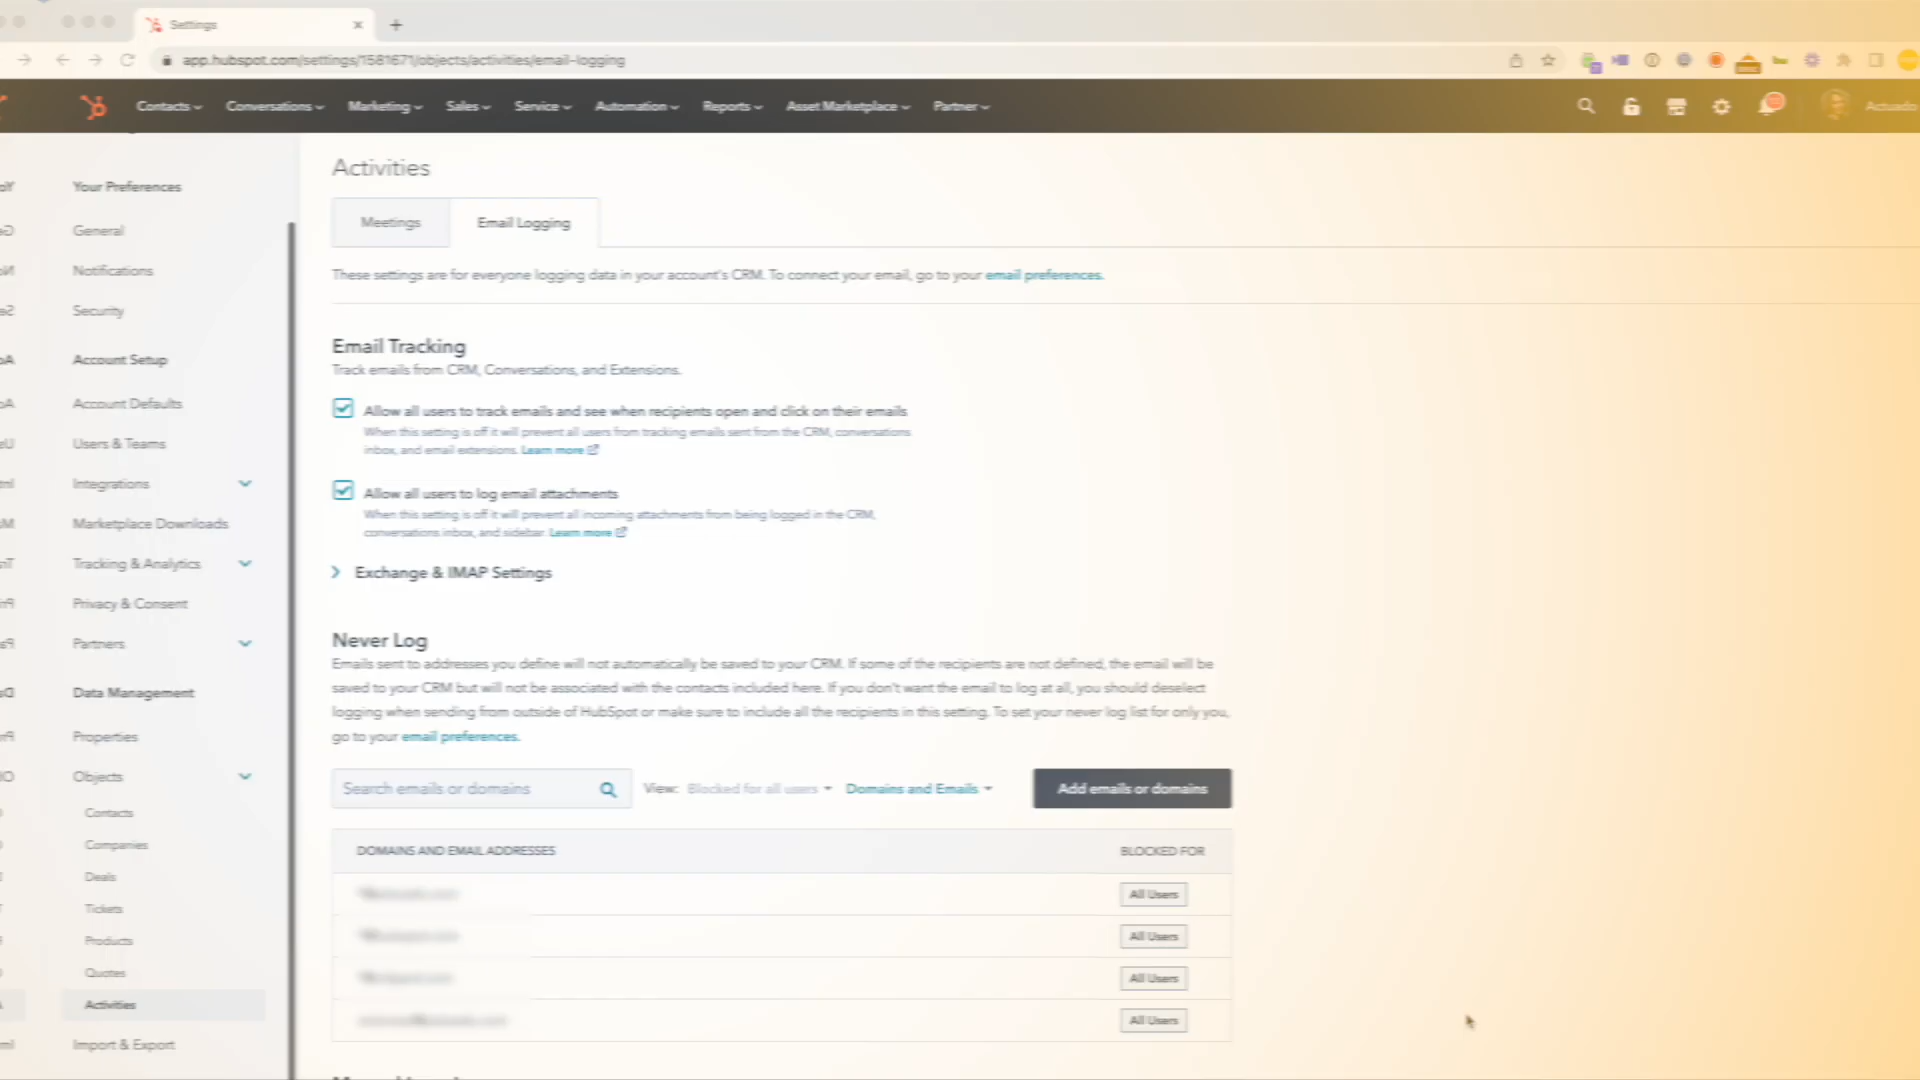 Settings
app.hubspot.com/settings/1581671/objects/activities/email-logging
Contacts
Conversations
Marketing
Sales
Service
Automation
Reports
Asset Marketplace
Partner
Actuado
Your Preferences
General
Notifications
Security
Account Setup
Account Defaults
Users & Teams
Integrations
Marketplace Downloads
Tracking & Analytics
Privacy & Consent
Partners
Data Management
Properties
Objects
Contacts
Companies
Deals
Tickets
Products
Quotes
Activities
Import & Export
Activities
Meetings
Email Logging
These settings are for everyone logging data in your account's CRM. To connect your email, go to your email preferences.
Email Tracking
Track emails from CRM, Conversations, and Extensions.
Allow all users to track emails and see when recipients open and click on their emails
When this setting is off it will prevent all users from tracking emails sent from the CRM, conversations
inbox, and email extensions. Learn more
Allow all users to log email attachments
When this setting is off it will prevent all incoming attachments from being logged in the CRM,
conversations inbox, and sidebar. Learn more
Exchange & IMAP Settings
Never Log
Emails sent to addresses you define will not automatically be saved to your CRM. If some of the recipients are not defined, the email will be
saved to your CRM but will not be associated with the contacts included here. If you don't want the email to log at all, you should deselect
logging when sending from outside of HubSpot or make sure to include all the recipients in this setting. To set your never log list for only you,
go to your email preferences.
Search emails or domains
View: Blocked for all users
Domains and Emails
Add emails or domains
DOMAINS AND EMAIL ADDRESSES
BLOCKED FOR
All Users
All Users
All Users
All Users